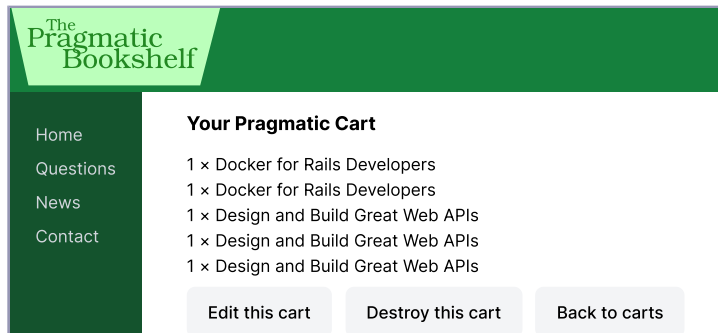 The
Pragmatic
Bookshelf
Home
Questions
News
Contact
Your Pragmatic Cart
1 × Docker for Rails Developers
1 × Docker for Rails Developers
1 × Design and Build Great Web APIs
1 × Design and Build Great Web APIs
1 × Design and Build Great Web APIs
Edit this cart Destroy this cart Back to carts